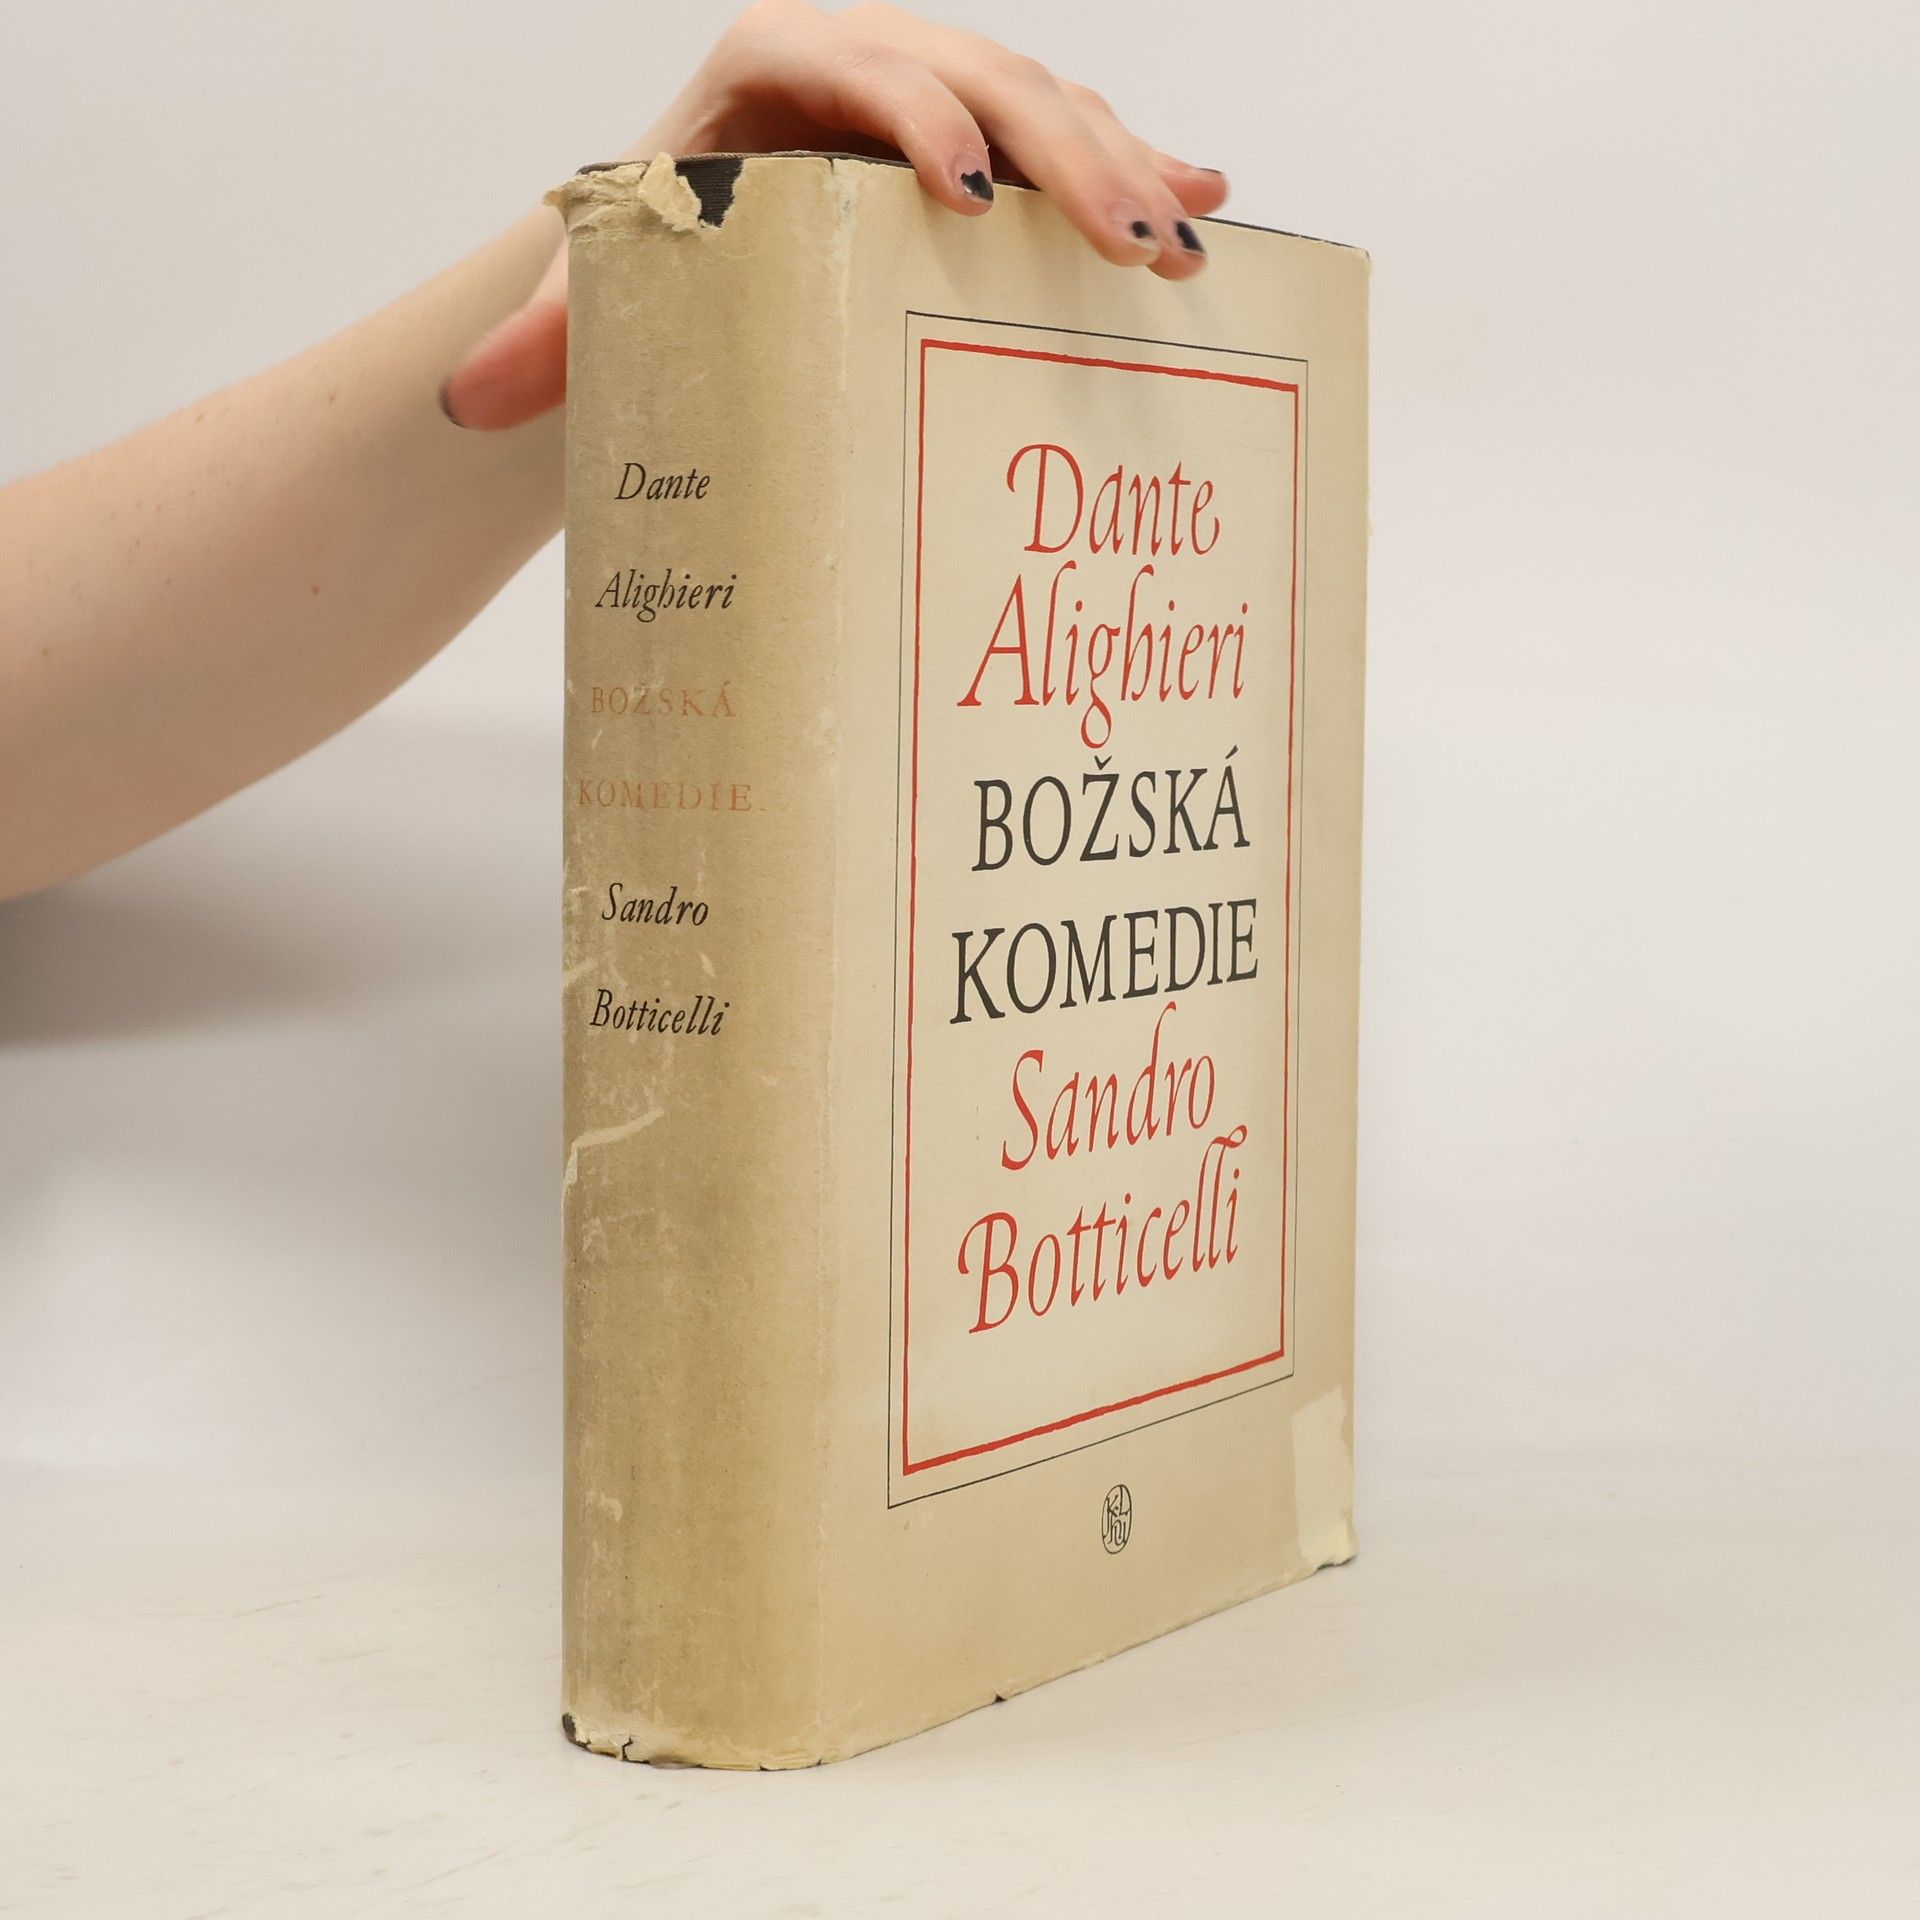 Dante
Alighieri
BOŽSKÁ
KOMEDIE
Sandro
Botticelli
Dante
Alighieri
BOŽSKÁ
KOMEDIE
Sandro
Botticelli